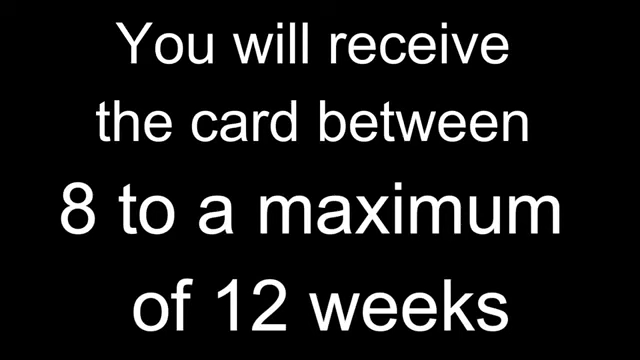 You will receive
the card between
8 to a maximum
of 12 weeks